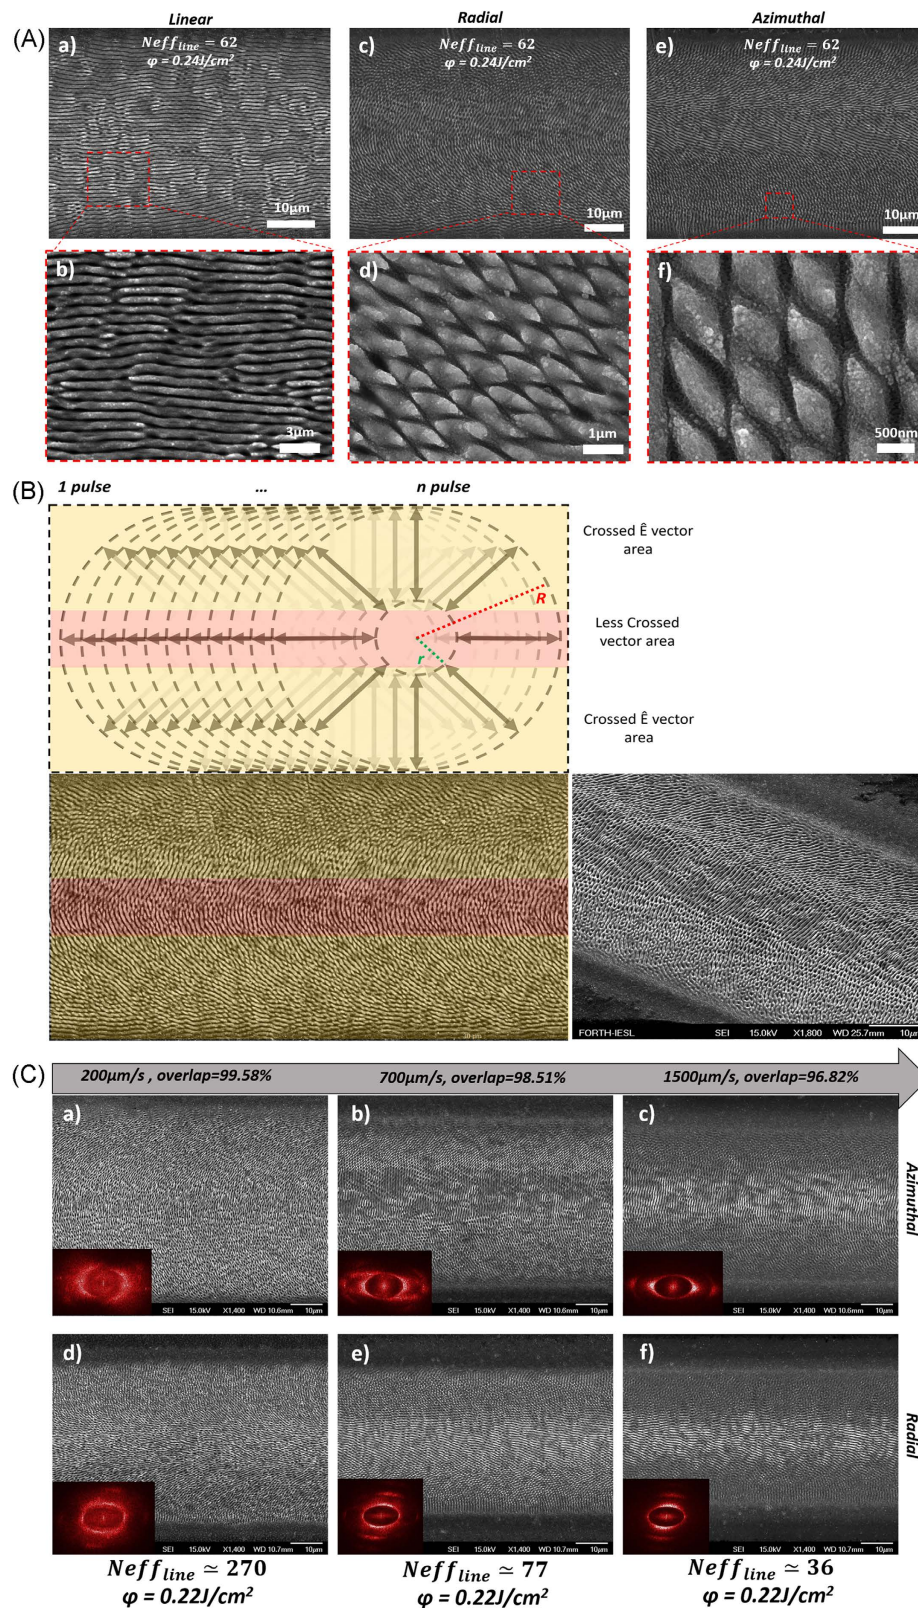 (A)
Linear
Radial
Azimuthal
a)
Neff_line = 62
φ = 0.24J/cm²
10µm
c)
Neff_line = 62
φ = 0.24J/cm²
10µm
e)
Neff_line = 62
φ = 0.24J/cm²
10µm
b)
3µm
d)
1µm
f)
500nm
(B)
1 pulse
...
n pulse
R
r
Crossed Ê vector
area
Less Crossed
vector area
Crossed Ê vector
area
FORTH-IESL SEI 15.0kV X1,800 WD 25.7mm 10µm
(C)
200µm/s , overlap=99.58%
700µm/s, overlap=98.51%
1500µm/s, overlap=96.82%
a)
SEI 15.0kV X1,400 WD 10.6mm 10µm
b)
SEI 15.0kV X1,400 WD 10.6mm 10µm
c)
SEI 15.0kV X1,400 WD 10.6mm 10µm
Azimuthal
d)
SEI 15.0kV X1,400 WD 10.7mm 10µm
e)
SEI 15.0kV X1,400 WD 10.7mm 10µm
f)
SEI 15.0kV X1,400 WD 10.7mm 10µm
Radial
Neff_line ≃ 270
φ = 0.22J/cm²
Neff_line ≃ 77
φ = 0.22J/cm²
Neff_line ≃ 36
φ = 0.22J/cm²